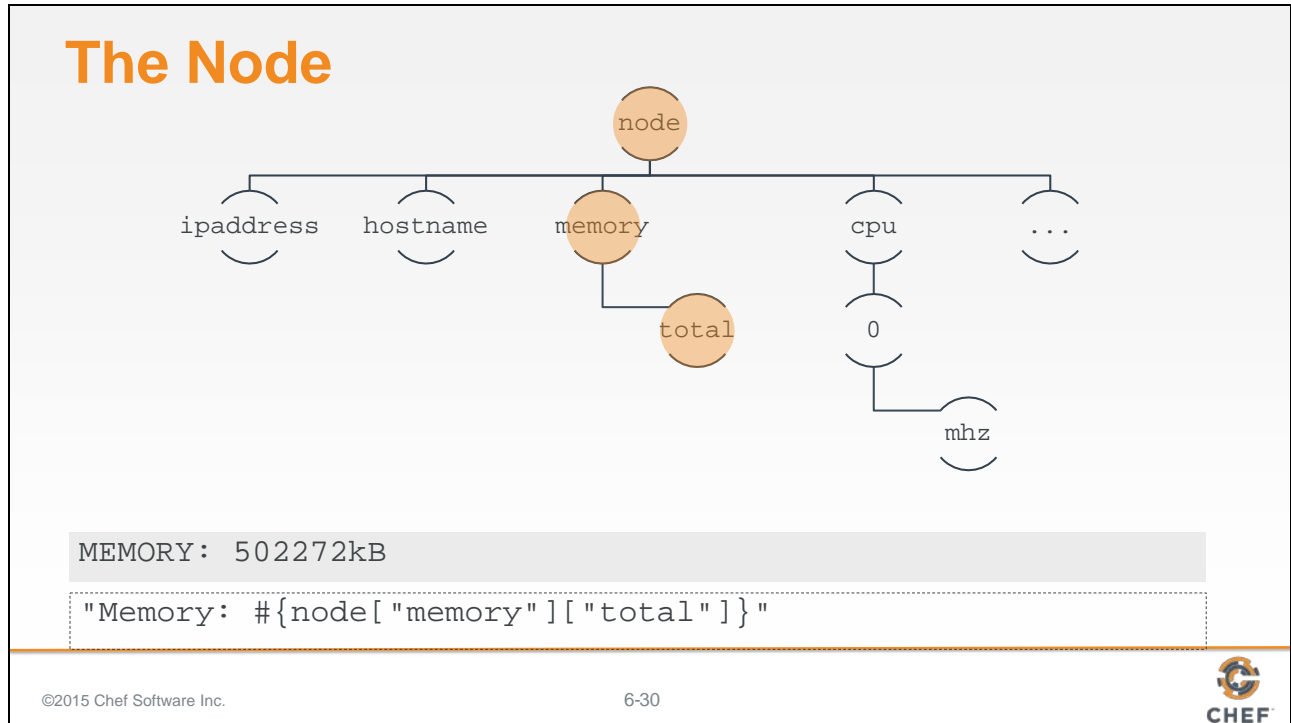 The Node
node
ipaddress hostname memory cpu ...
total 0
mhz
MEMORY: 502272kB
"Memory: #{node["memory"]["total"]}"
©2015 Chef Software Inc. 6-30
CHEF